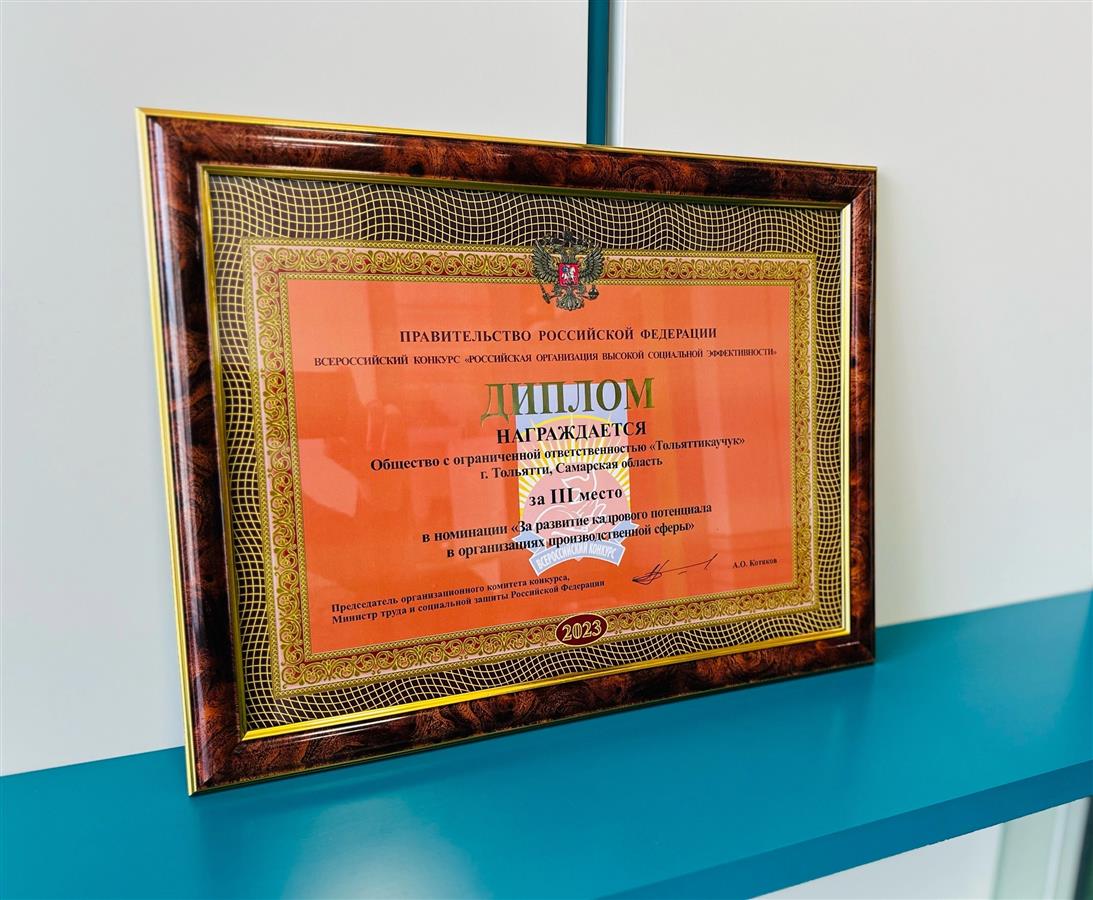 ПРАВИТЕЛЬСТВО РОССИЙСКОЙ ФЕДЕРАЦИИ
ВСЕРОССИЙСКИЙ КОНКУРС «РОССИЙСКАЯ ОРГАНИЗАЦИЯ ВЫСОКОЙ СОЦИАЛЬНОЙ ЭФФЕКТИВНОСТИ»
ДИПЛОМ
НАГРАЖДАЕТСЯ
Общество с ограниченной ответственностью «Тольяттикаучук»
г. Тольятти, Самарская область
за III место
в номинации «За развитие кадрового потенциала
в организациях производственной сферы»
ВСЕРОССИЙСКИЙ КОНКУРС
Председатель организационного комитета конкурса,
Министр труда и социальной защиты Российской Федерации
А.О. Котяков
2023